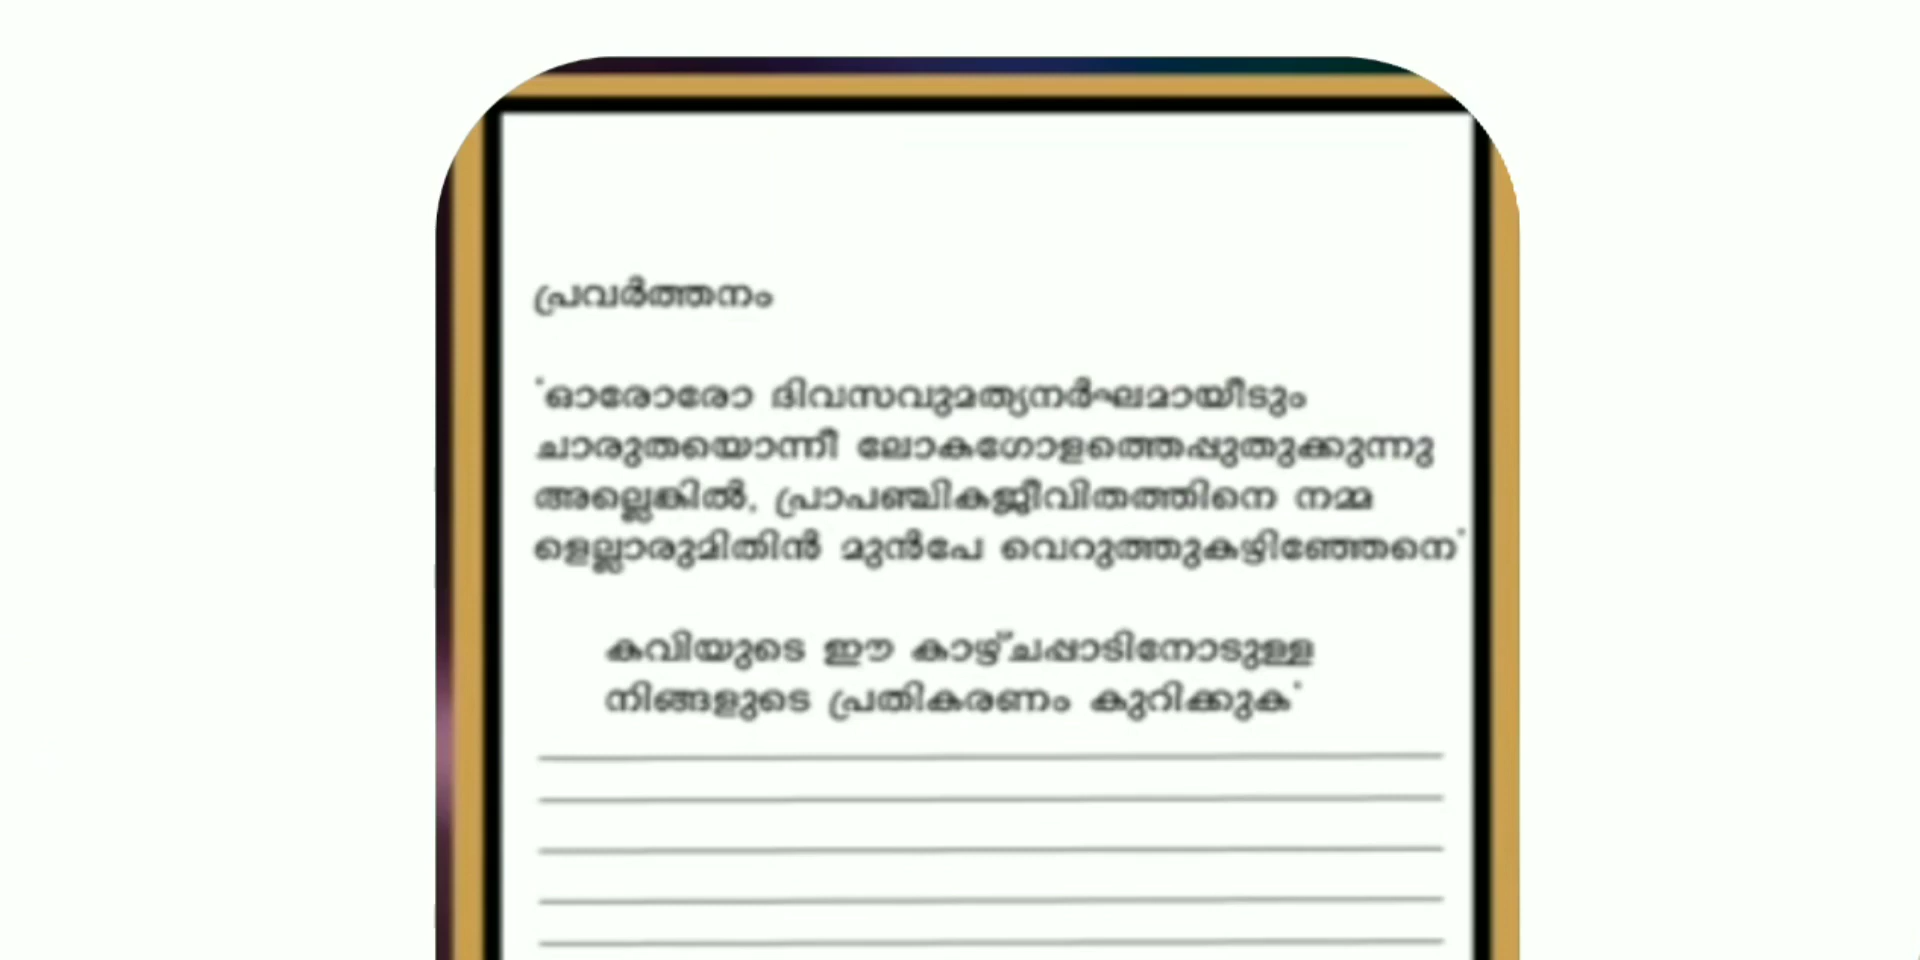 പ്രവർത്തനം
'ഓരോരോ ദിവസവുമത്യനർഘമായീടും
ചാരുതയൊന്നീ ലോകഗോളത്തെപ്പുതുക്കുന്നു
അല്ലെങ്കിൽ, പ്രാപഞ്ചികജ്ജീവിതത്തിനെ നമ്മ
ളെല്ലാരുമിതിൻ മുൻപേ വെറുത്തുകഴിഞ്ഞേനെ'
കവിയുടെ ഈ കാഴ്ചപ്പാടിനോടുള്ള
നിങ്ങളുടെ പ്രതികരണം കുറിക്കുക'